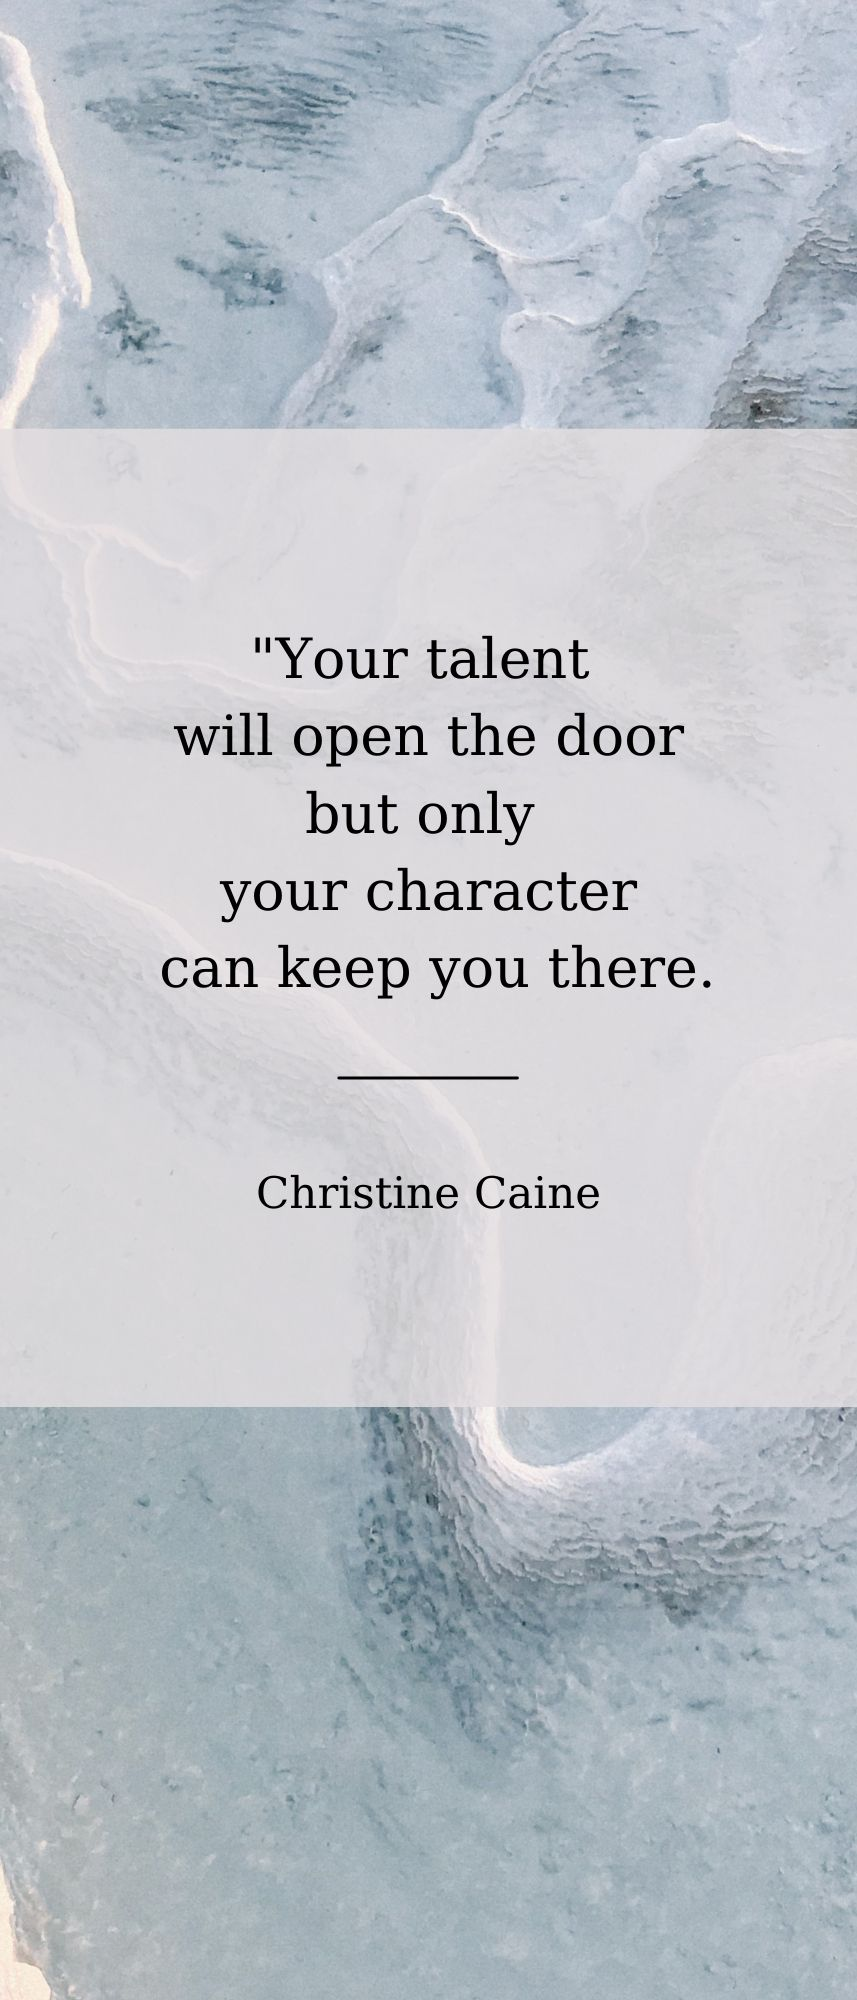 "Your talent
will open the door
but only
your character
can keep you there.
Christine Caine